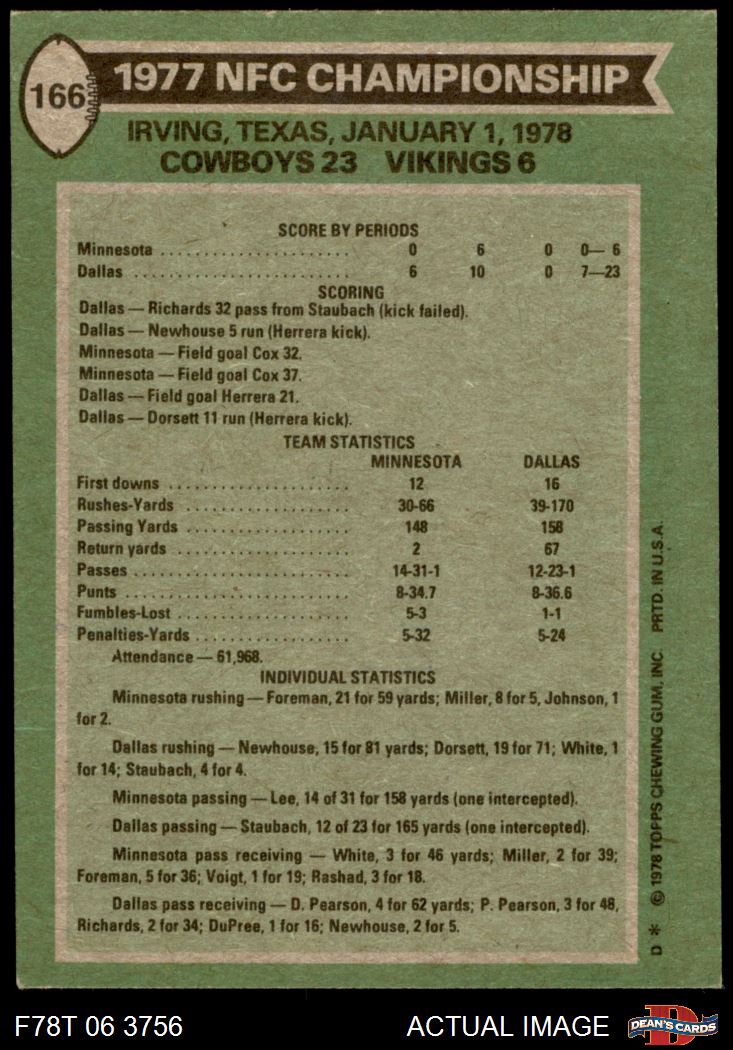 166
1977 NFC CHAMPIONSHIP
IRVING, TEXAS, JANUARY 1, 1978
COWBOYS 23 VIKINGS 6
SCORE BY PERIODS
Minnesota ........................ 0 6 0 0— 6
Dallas ........................... 6 10 0 7—23
SCORING
Dallas — Richards 32 pass from Staubach (kick failed).
Dallas — Newhouse 5 run (Herrera kick).
Minnesota — Field goal Cox 32.
Minnesota — Field goal Cox 37.
Dallas — Field goal Herrera 21.
Dallas — Dorsett 11 run (Herrera kick).
TEAM STATISTICS
MINNESOTA DALLAS
First downs ...................... 12 16
Rushes-Yards .................... 30-66 39-170
Passing Yards .................... 148 158
Return yards .................... 2 67
Passes .......................... 14-31-1 12-23-1
Punts ........................... 8-34.7 8-36.6
Fumbles-Lost .................... 5-3 1-1
Penalties-Yards .................. 5-32 5-24
Attendance — 61,968.
INDIVIDUAL STATISTICS
Minnesota rushing — Foreman, 21 for 59 yards; Miller, 8 for 5, Johnson, 1
for 2.
Dallas rushing — Newhouse, 15 for 81 yards; Dorsett, 19 for 71; White, 1
for 14; Staubach, 4 for 4.
Minnesota passing — Lee, 14 of 31 for 158 yards (one intercepted).
Dallas passing — Staubach, 12 of 23 for 165 yards (one intercepted).
Minnesota pass receiving — White, 3 for 46 yards; Miller, 2 for 39;
Foreman, 5 for 36; Voigt, 1 for 19; Rashad, 3 for 18.
Dallas pass receiving — D. Pearson, 4 for 62 yards; P. Pearson, 3 for 48,
Richards, 2 for 34; DuPree, 1 for 16; Newhouse, 2 for 5.
D * © 1978 TOPPS CHEWING GUM, INC. PRTD. IN U.S.A.
F78T 06 3756 ACTUAL IMAGE DEAN'S CARDS